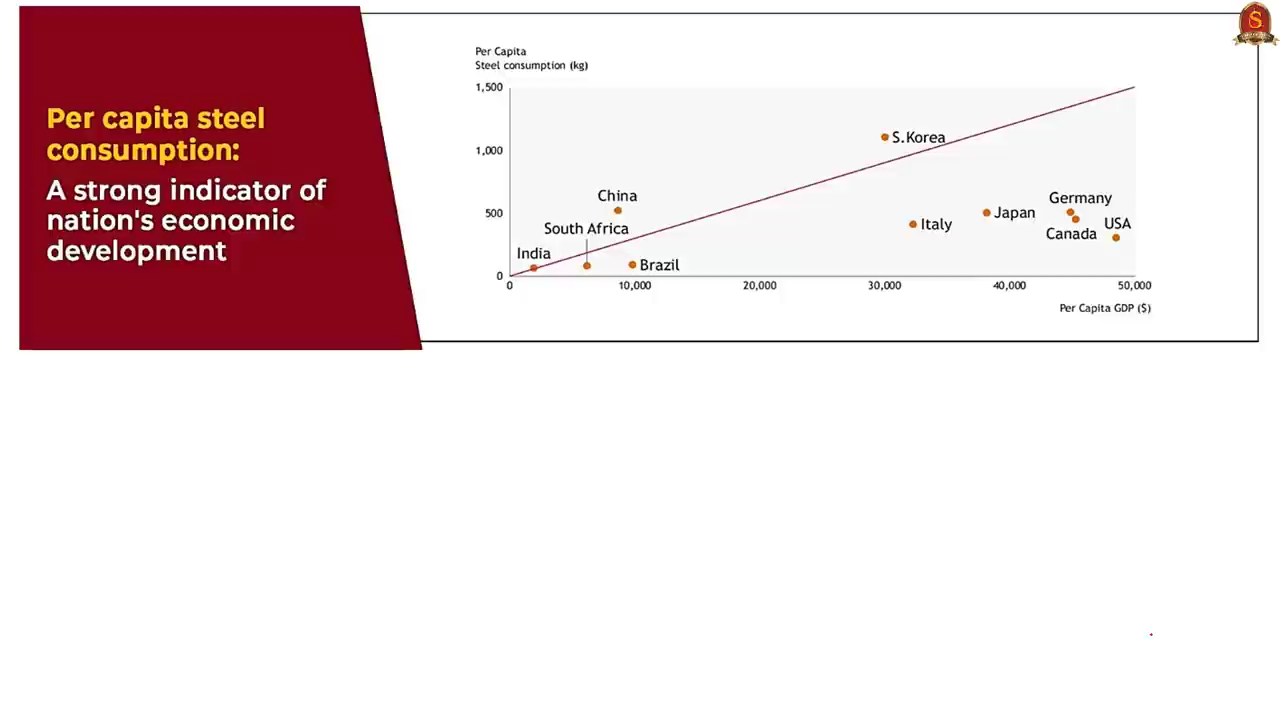 Per capita steel
consumption:
A strong indicator of
nation's economic
development
Per Capita
Steel consumption (kg)
1,500
1,000
500
0
S.Korea
China
South Africa
India
Brazil
Italy
Japan
Germany
Canada
USA
0
10,000
20,000
30,000
40,000
50,000
Per Capita GDP ($)
S